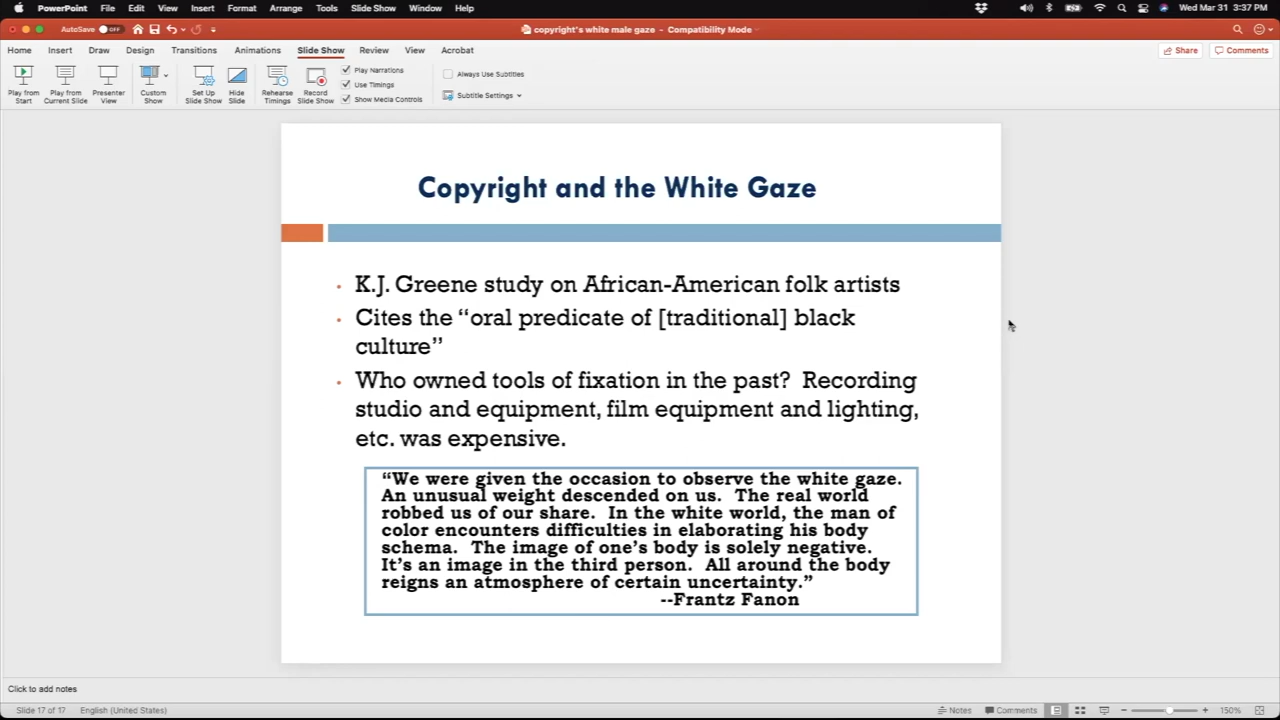 PowerPoint File Edit View Insert Format Arrange Tools Slide Show Window Help Wed Mar 31 3:37 PM
AutoSave OFF copyright's white male gaze - Compatibility Mode
Home Insert Draw Design Transitions Animations Slide Show Review View Acrobat Share Comments
Play from Start
Play from Current Slide
Presenter View
Custom Show
Set Up Slide Show
Hide Slide
Rehearse Timings
Record Slide Show
Play Narrations
Use Timings
Show Media Controls
Always Use Subtitles
Subtitle Settings
Copyright and the White Gaze
• K.J. Greene study on African-American folk artists
• Cites the “oral predicate of [traditional] black
culture”
• Who owned tools of fixation in the past?  Recording
studio and equipment, film equipment and lighting,
etc. was expensive.
“We were given the occasion to observe the white gaze.
An unusual weight descended on us.  The real world
robbed us of our share.  In the white world, the man of
color encounters difficulties in elaborating his body
schema.  The image of one’s body is solely negative.
It’s an image in the third person.  All around the body
reigns an atmosphere of certain uncertainty.”
--Frantz Fanon
Click to add notes
Slide 17 of 17 English (United States) Notes Comments 150%